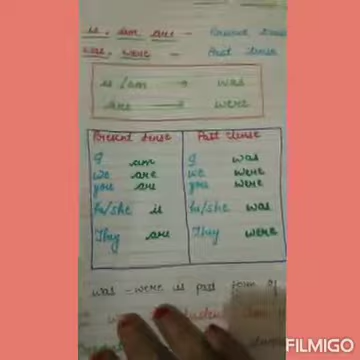 is, am are - Present tense
was, were - Past tense
is/am → was
are → were
Present tense Past tense
I am I was
we are we were
you are you were
he/she is he/she was
They are They were
was - were is past form of
FILMIGO